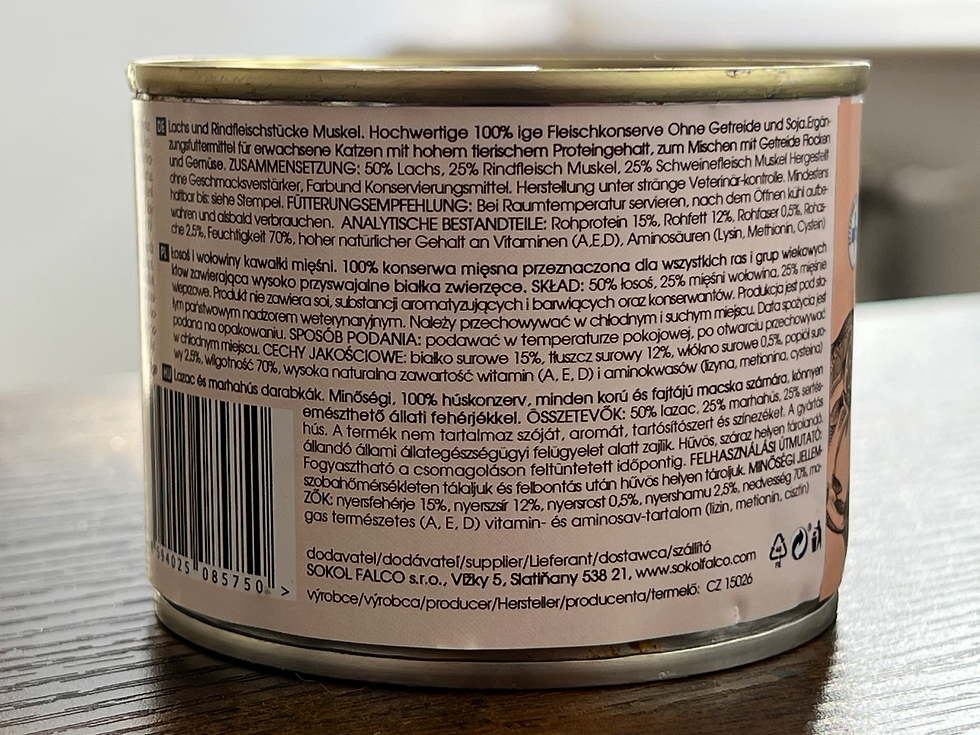 DE Lachs und Rindfleischstücke Muskel. Hochwertige 100% ige Fleischkonserve Ohne Getreide und Soja.Ergän-
zungsfuttermittel für erwachsene Katzen mit hohem tierischem Proteingehalt, zum Mischen mit Getreide Flocken
und Gemüse. ZUSAMMENSETZUNG: 50% Lachs, 25% Rindfleisch Muskel, 25% Schweinefleisch Muskel Hergestellt
ohne Geschmacksverstärker, Farbund Konservierungsmittel. Herstellung unter stränge Veterinär-kontrolle. Mindestens
haltbar bis: siehe Stempel. FÜTTERUNGSEMPFEHLUNG: Bei Raumtemperatur servieren, nach dem Öffnen kühl aufbe-
wahren und alsbald verbrauchen. ANALYTISCHE BESTANDTEILE: Rohprotein 15%, Rohfett 12%, Rohfaser 0,5%, Rohas-
che 2,5%, Feuchtigkeit 70%, hoher natürlicher Gehalt an Vitaminen (A,E,D), Aminosäuren (Lysin, Methionin, Cystein)
PL Łosoś i wołowiny kawałki mięśni. 100% konserwa mięsna przeznaczona dla wszystkich ras i grup wiekowych
ktow zawierająca wysoko przyswajalne białka zwierzęce. SKŁAD: 50% łosoś, 25% mięśni wołowina, 25% mięśnie
wieprzowe. Produkt nie zawiera soi, substancji aromatyzujących i barwiących oraz konserwantów. Produkcja jest pod sta-
łym państwowym nadzorem weterynaryjnym. Należy przechowywać w chłodnym i suchym miejscu. Data spożycia jest
podana na opakowaniu. SPOSÓB PODANIA: podawać w temperaturze pokojowej, po otwarciu przechowywać
w chłodnym miejscu. CECHY JAKOŚCIOWE: białko surowe 15%, tłuszcz surowy 12%, włókno surowe 0,5%, popiół suro-
wy 2,5%, wilgotność 70%, wysoka naturalna zawartość witamin (A, E, D) i aminokwasów (lizyna, metionina, cysteina)
HU Lazac és marhahús darabkák. Minőségi, 100% húskonzerv, minden korú és fajtájú macska számára, könnyen
emészthető állati fehérjékkel. ÖSSZETEVŐK: 50% lazac, 25% marhahús, 25% sertés-
hús. A termék nem tartalmaz szóját, aromát, tartósítószert és színezéket. A gyártás
állandó állami állategészségügyi felügyelet alatt zajlik. Hűvös, száraz helyen tárolandó.
Fogyasztható a csomagoláson feltüntetett időpontig. FELHASZNÁLÁSI ÚTMUTATÓ:
szobahőmérsékleten tálaljuk és felbontás után hűvös helyen tároljuk. MINŐSÉGI JELLEM-
ZŐK: nyersfehérje 15%, nyerszsír 12%, nyersrost 0,5%, nyershamu 2,5%, nedvesség 70%, ma-
gas természetes (A, E, D) vitamin- és aminosav-tartalom (lizin, metionin, cisztin)
594025 085750 >
dodavatel/dodávateľ/supplier/Lieferant/dostawca/szállító
SOKOL FALCO s.r.o., Vížky 5, Slatiňany 538 21, www.sokolfalco.com
výrobce/výrobca/producer/Hersteller/producenta/termelő: CZ 15026